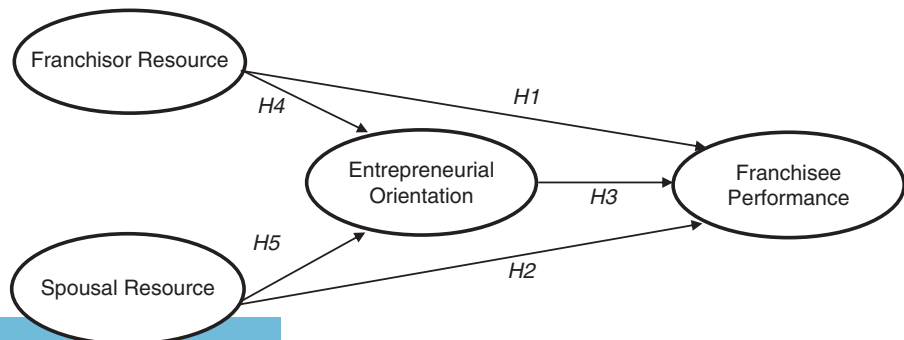 Franchisor Resource
H1
H4
Entrepreneurial
Orientation
Franchisee
Performance
H3
H5
H2
Spousal Resource